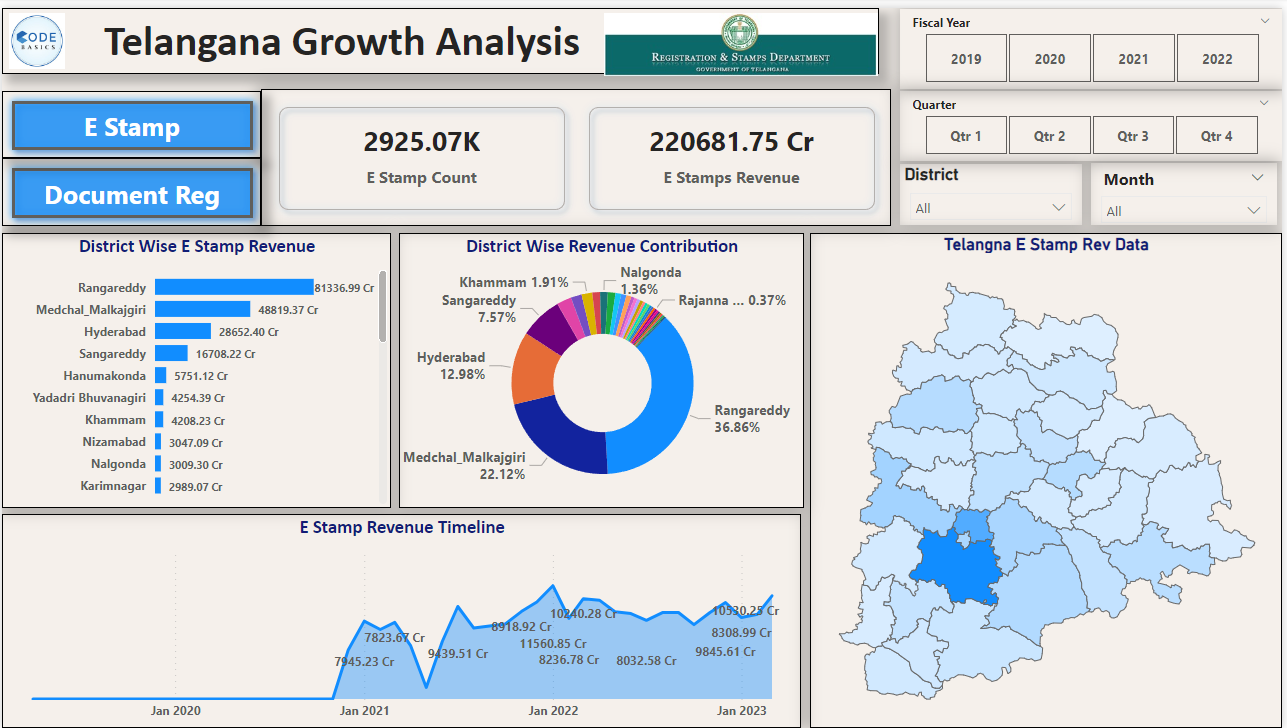 CODE
BASICS
Telangana Growth Analysis
REGISTRATION & STAMPS DEPARTMENT
GOVERNMENT OF TELANGANA
Fiscal Year
2019
2020
2021
2022
Quarter
Qtr 1
Qtr 2
Qtr 3
Qtr 4
District
All
Month
All
E Stamp
Document Reg
2925.07K
E Stamp Count
220681.75 Cr
E Stamps Revenue
District Wise E Stamp Revenue
Rangareddy 81336.99 Cr
Medchal_Malkajgiri 48819.37 Cr
Hyderabad 28652.40 Cr
Sangareddy 16708.22 Cr
Hanumakonda 5751.12 Cr
Yadadri Bhuvanagiri 4254.39 Cr
Khammam 4208.23 Cr
Nizamabad 3047.09 Cr
Nalgonda 3009.30 Cr
Karimnagar 2989.07 Cr
District Wise Revenue Contribution
Nalgonda
1.36%
Khammam 1.91%
Rajanna ... 0.37%
Sangareddy
7.57%
Hyderabad
12.98%
Rangareddy
36.86%
Medchal_Malkajgiri
22.12%
Telangna E Stamp Rev Data
E Stamp Revenue Timeline
7945.23 Cr
7823.67 Cr
9439.51 Cr
8918.92 Cr
11560.85 Cr
10240.28 Cr
8236.78 Cr
8032.58 Cr
9845.61 Cr
10530.25 Cr
8308.99 Cr
Jan 2020
Jan 2021
Jan 2022
Jan 2023